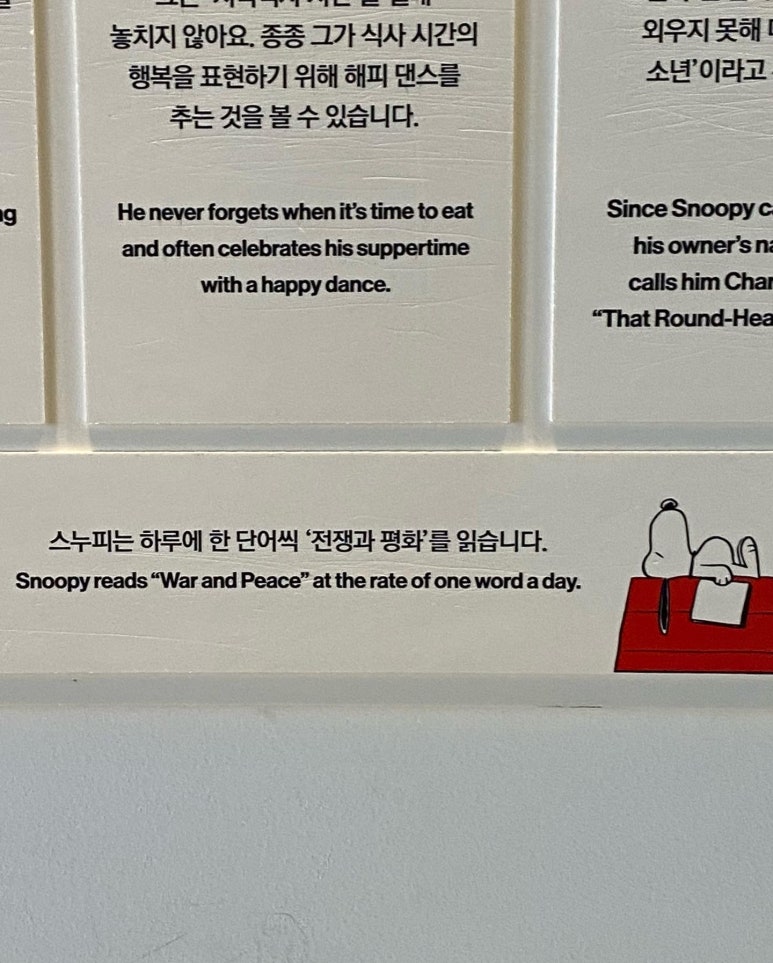 놓치지 않아요. 종종 그가 식사 시간의
행복을 표현하기 위해 해피 댄스를
추는 것을 볼 수 있습니다.
He never forgets when it's time to eat
and often celebrates his suppertime
with a happy dance.
외우지 못해
소년’이라고
Since Snoopy
his owner's
calls him
“That
스누피는 하루에 한 단어씩 ‘전쟁과 평화’를 읽습니다.
Snoopy reads “War and Peace” at the rate of one word a day.